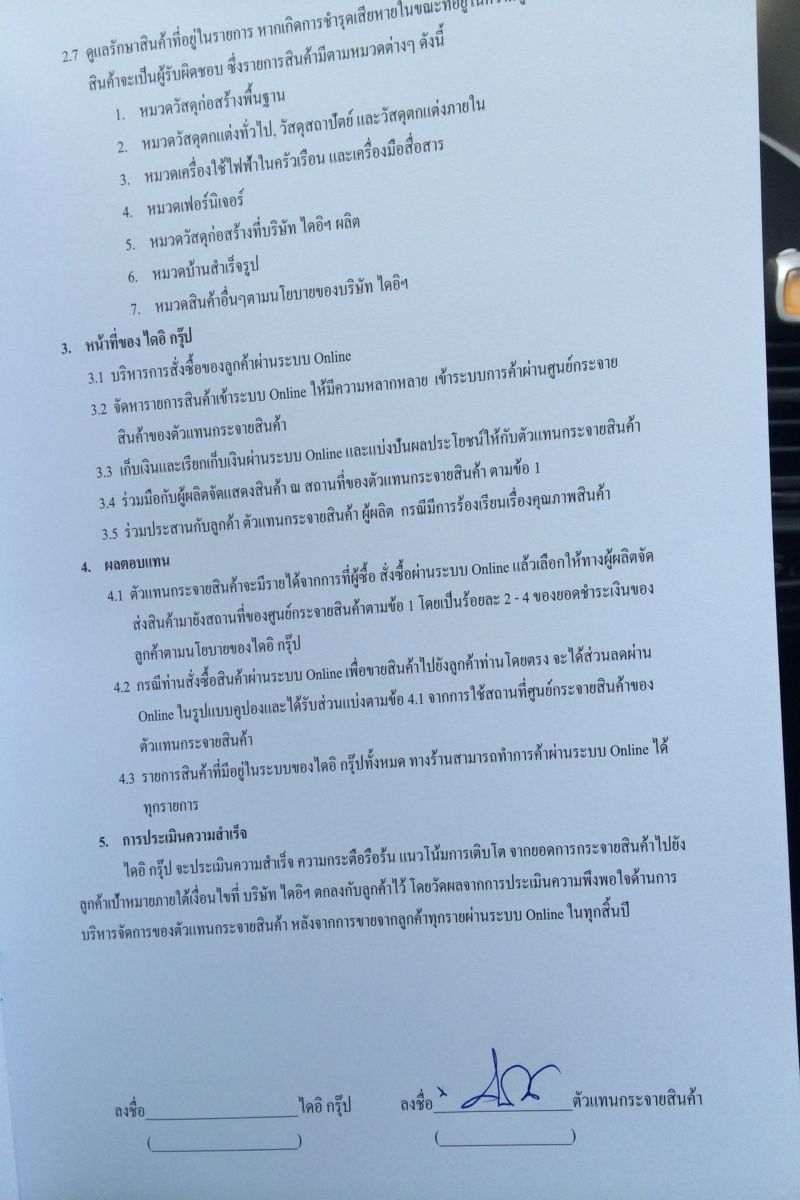 2.7 ดูแลรักษาสินค้าที่อยู่ในรายการ หากเกิดการชำรุดเสียหายในขณะที่อยู่ใน
สินค้าจะเป็นผู้รับผิดชอบ ซึ่งรายการสินค้ามีตามหมวดต่างๆ ดังนี้
1. หมวดวัสดุก่อสร้างพื้นฐาน
2. หมวดวัสดุตกแต่งทั่วไป, วัสดุสถาปัตย์ และวัสดุตกแต่งภายใน
3. หมวดเครื่องใช้ไฟฟ้าในครัวเรือน และเครื่องมือสื่อสาร
4. หมวดเฟอร์นิเจอร์
5. หมวดวัสดุก่อสร้างที่บริษัท ไดอิฯ ผลิต
6. หมวดบ้านสำเร็จรูป
7. หมวดสินค้าอื่นๆตามนโยบายของบริษัท ไดอิฯ
3. หน้าที่ของ ไดอิ กรุ๊ป
3.1 บริหารการสั่งซื้อของลูกค้าผ่านระบบ Online
3.2 จัดหารายการสินค้าเข้าระบบ Online ให้มีความหลากหลาย เข้าระบบการค้าผ่านศูนย์กระจาย
สินค้าของตัวแทนกระจายสินค้า
3.3 เก็บเงินและเรียกเก็บเงินผ่านระบบ Online และแบ่งปันผลประโยชน์ให้กับตัวแทนกระจายสินค้า
3.4 ร่วมมือกับผู้ผลิตจัดแสดงสินค้า ณ สถานที่ของตัวแทนกระจายสินค้า ตามข้อ 1
3.5 ร่วมประสานกับลูกค้า ตัวแทนกระจายสินค้า ผู้ผลิต กรณีมีการร้องเรียนเรื่องคุณภาพสินค้า
4. ผลตอบแทน
4.1 ตัวแทนกระจายสินค้าจะมีรายได้จากการที่ผู้ซื้อ สั่งซื้อผ่านระบบ Online แล้วเลือกให้ทางผู้ผลิตจัด
ส่งสินค้ามายังสถานที่ของศูนย์กระจายสินค้าตามข้อ 1 โดยเป็นร้อยละ 2 - 4 ของยอดชำระเงินของ
ลูกค้าตามนโยบายของไดอิ กรุ๊ป
4.2 กรณีท่านสั่งซื้อสินค้าผ่านระบบ Online เพื่อขายสินค้าไปยังลูกค้าท่านโดยตรง จะได้ส่วนลดผ่าน
Online ในรูปแบบคูปองและได้รับส่วนแบ่งตามข้อ 4.1 จากการใช้สถานที่ศูนย์กระจายสินค้าของ
ตัวแทนกระจายสินค้า
4.3 รายการสินค้าที่มีอยู่ในระบบของไดอิ กรุ๊ปทั้งหมด ทางร้านสามารถทำการค้าผ่านระบบ Online ได้
ทุกรายการ
5. การประเมินความสำเร็จ
ไดอิ กรุ๊ป จะประเมินความสำเร็จ ความกระตือรือร้น แนวโน้มการเติบโต จากยอดการกระจายสินค้าไปยัง
ลูกค้าเป้าหมายภายใต้เงื่อนไขที่ บริษัท ไดอิฯ ตกลงกับลูกค้าไว้ โดยวัดผลจากการประเมินความพึงพอใจด้านการ
บริหารจัดการของตัวแทนกระจายสินค้า หลังจากการขายจากลูกค้าทุกรายผ่านระบบ Online ในทุกสิ้นปี
ลงชื่อ____________________ไดอิ กรุ๊ป ลงชื่อ____________________ตัวแทนกระจายสินค้า
(____________________) (____________________)